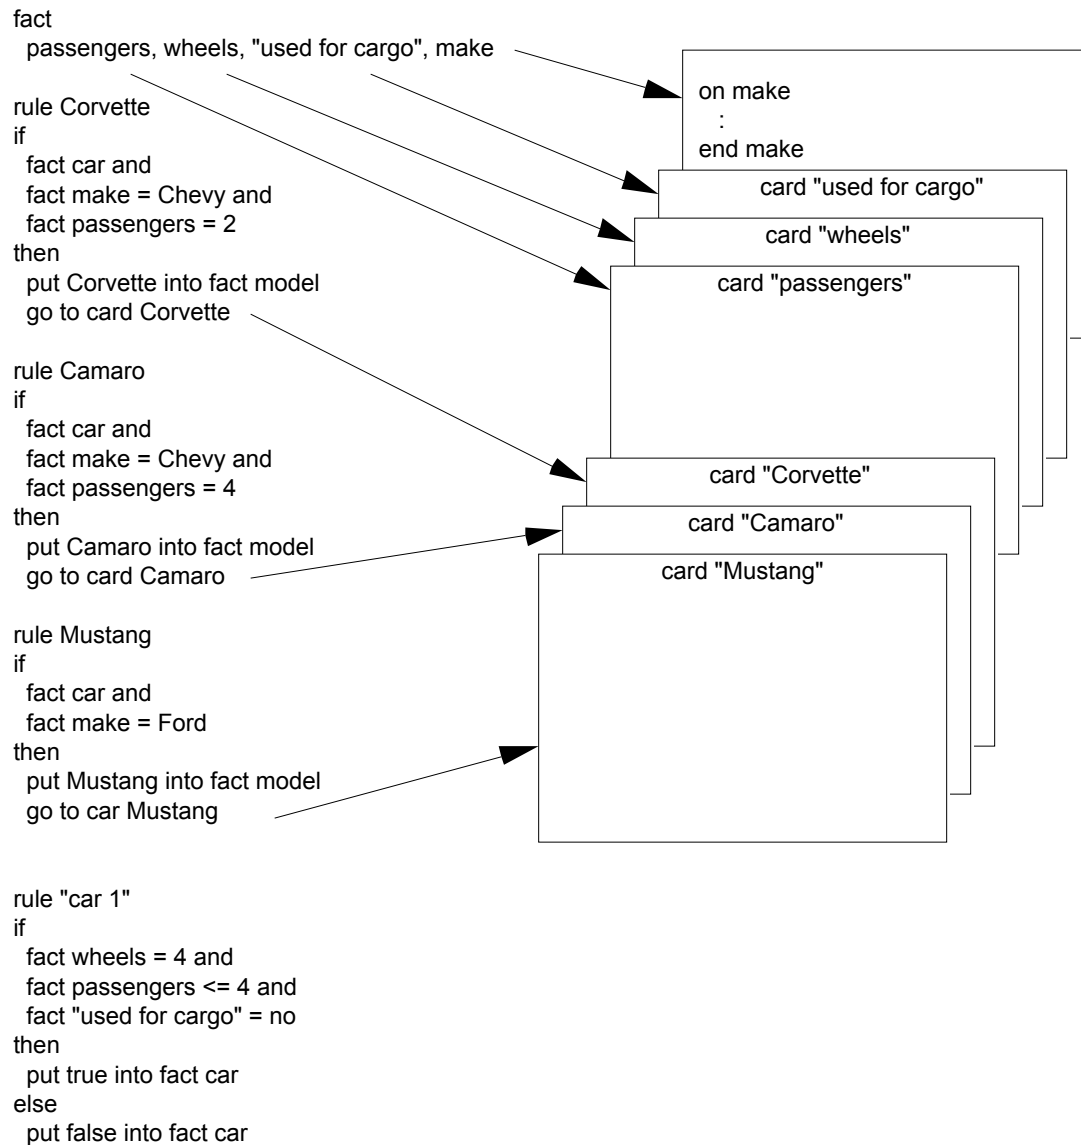 fact
passengers, wheels, "used for cargo", make
rule Corvette
if
fact car and
fact make = Chevy and
fact passengers = 2
then
put Corvette into fact model
go to card Corvette
rule Camaro
if
fact car and
fact make = Chevy and
fact passengers = 4
then
put Camaro into fact model
go to card Camaro
rule Mustang
if
fact car and
fact make = Ford
then
put Mustang into fact model
go to car Mustang
rule "car 1"
if
fact wheels = 4 and
fact passengers <= 4 and
fact "used for cargo" = no
then
put true into fact car
else
put false into fact car
on make
:
end make
card "used for cargo"
card "wheels"
card "passengers"
card "Corvette"
card "Camaro"
card "Mustang"